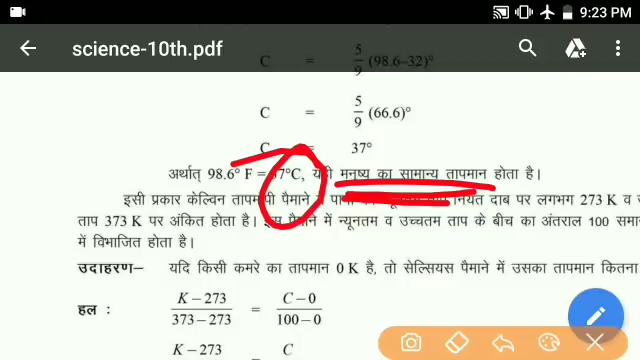 9:23 PM
science-10th.pdf
C = 5/9 (98.6–32)°
C = 5/9 (66.6)°
C = 37°
अर्थात् 98.6° F = 37°C, यही मनुष्य का सामान्य तापमान होता है।
इसी प्रकार केल्विन तापमापी पैमाने नियत दाब पर लगभग 273 K व
ताप 373 K पर अंकित होता है। इस पैमाने में न्यूनतम व उच्चतम ताप के बीच का अंतराल 100
में विभाजित होता है।
उदाहरण– यदि किसी कमरे का तापमान 0 K है, तो सेल्सियस पैमाने में उसका तापमान कितना
हल : K – 273 / 373 – 273 = C – 0 / 100 – 0
K – 273 = C